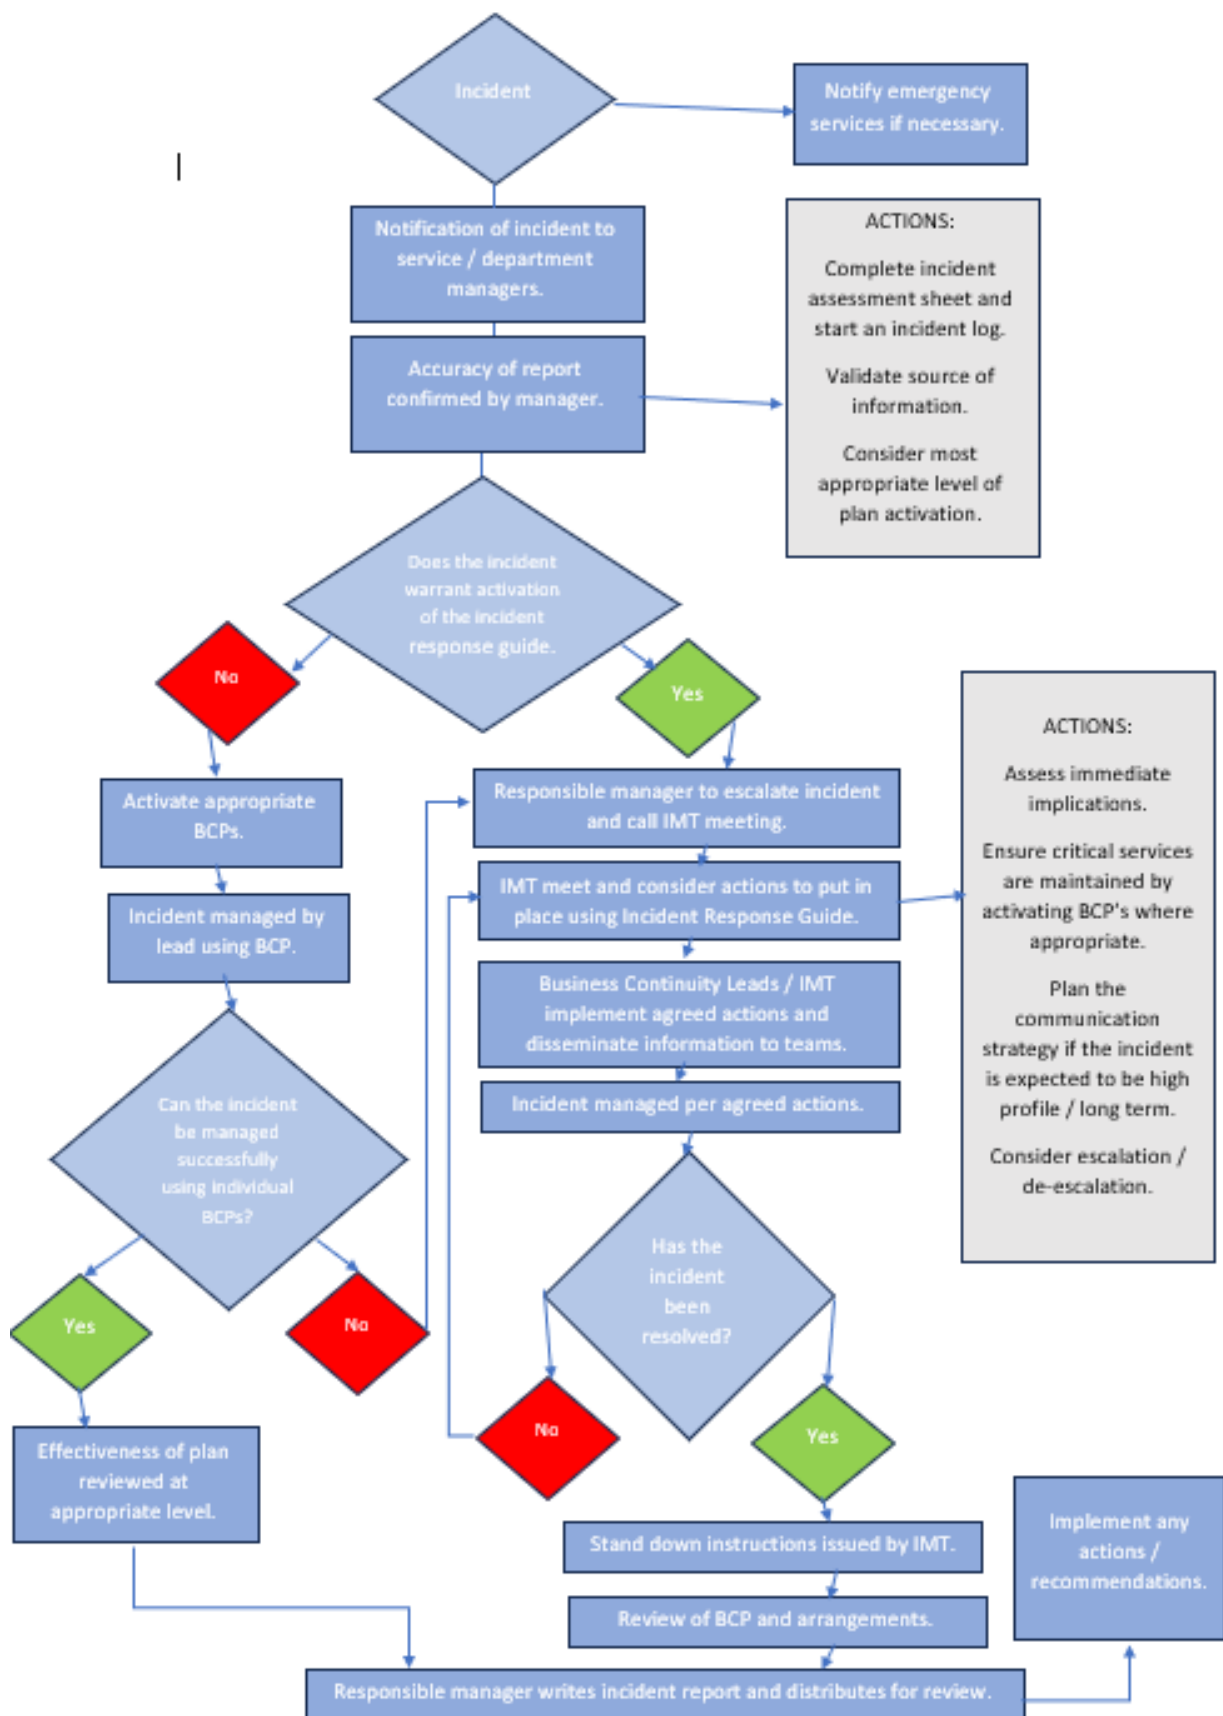 Incident
Notify emergency
services if necessary.
Notification of incident to
service / department
managers.
ACTIONS:
Complete incident
assessment sheet and
start an incident log.
Validate source of
information.
Consider most
appropriate level of
plan activation.
Accuracy of report
confirmed by manager.
Does the incident
warrant activation
of the incident
response guide.
No
Yes
Activate appropriate
BCPs.
Incident managed by
lead using BCP.
Can the incident
be managed
successfully
using individual
BCPs?
Yes
No
Effectiveness of plan
reviewed at
appropriate level.
Responsible manager to escalate incident
and call IMT meeting.
IMT meet and consider actions to put in
place using Incident Response Guide.
Business Continuity Leads / IMT
implement agreed actions and
disseminate information to teams.
Incident managed per agreed actions.
ACTIONS:
Assess immediate
implications.
Ensure critical services
are maintained by
activating BCP's where
appropriate.
Plan the
communication
strategy if the incident
is expected to be high
profile / long term.
Consider escalation /
de-escalation.
Has the
incident
been
resolved?
No
Yes
Stand down instructions issued by IMT.
Review of BCP and arrangements.
Responsible manager writes incident report and distributes for review.
Implement any
actions /
recommendations.